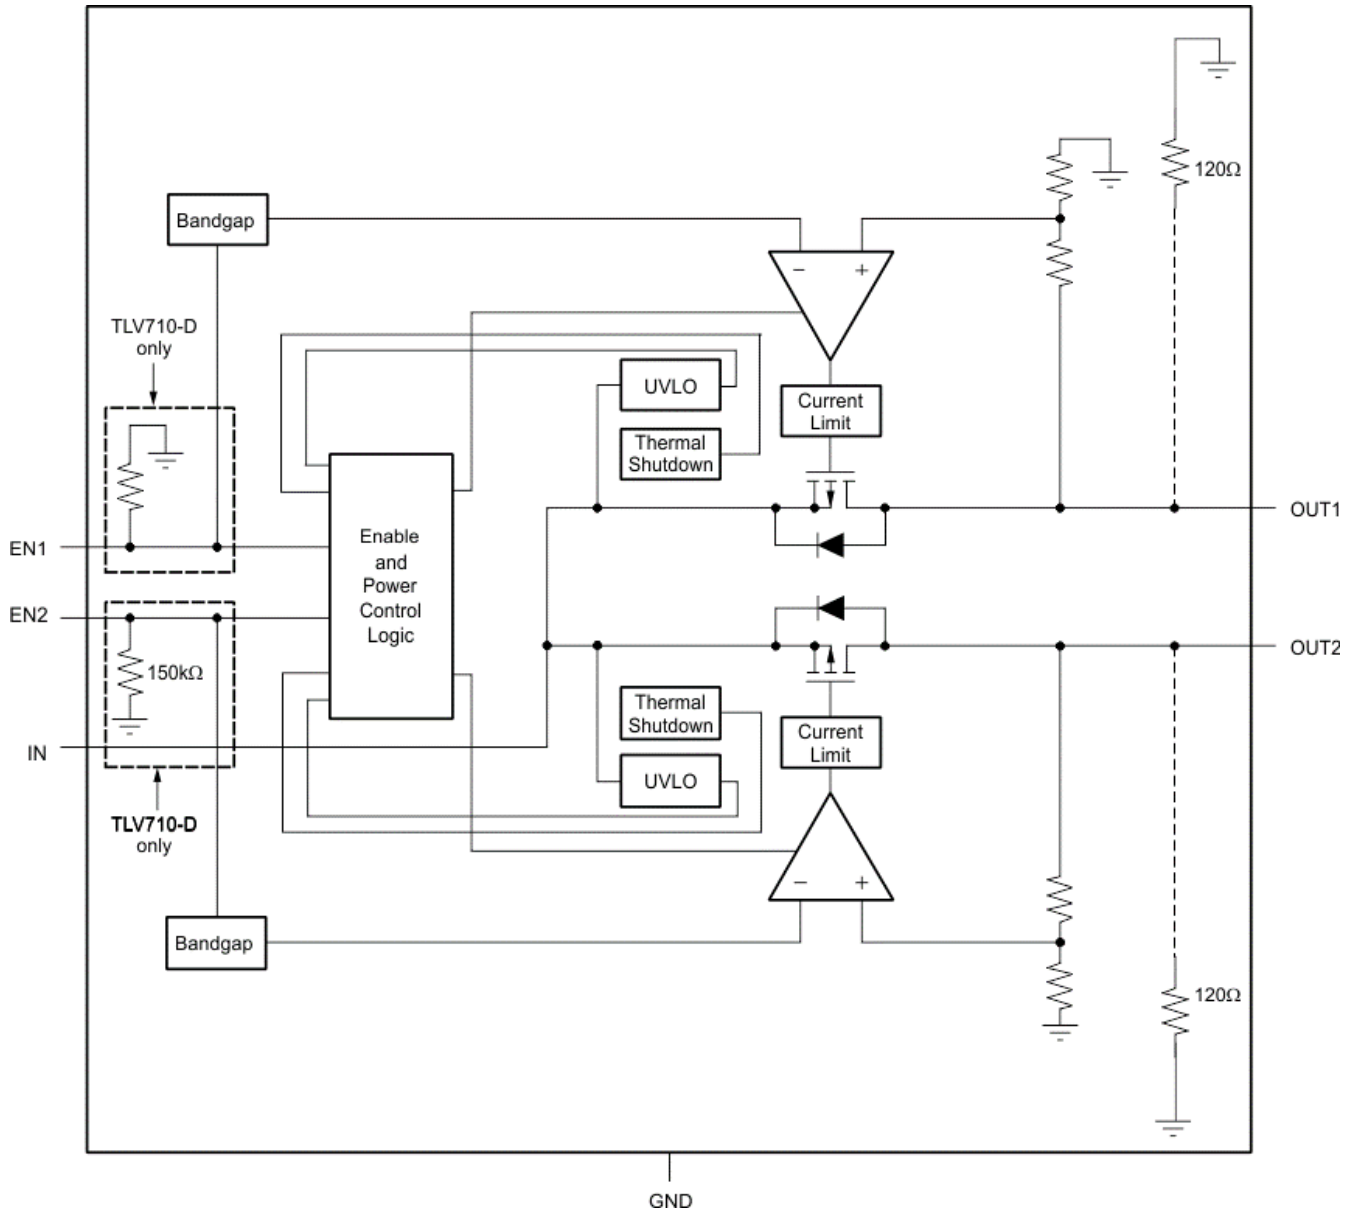 120Ω
Bandgap
− +
TLV710-D
only
UVLO
Current
Limit
Thermal
Shutdown
OUT1
EN1
Enable
and
Power
Control
Logic
EN2
150kΩ
OUT2
Thermal
Shutdown
Current
Limit
IN
UVLO
TLV710-D
only
− +
Bandgap
120Ω
GND